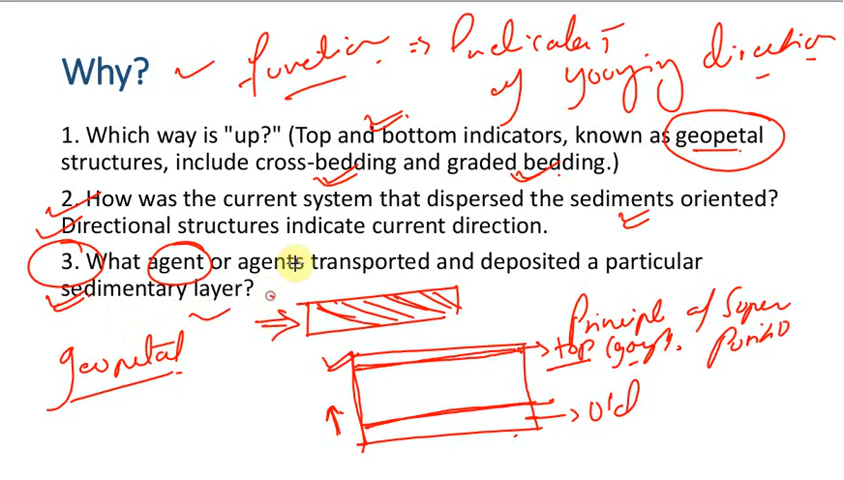 function => Indicator
of younging direction
Why?
1. Which way is "up?" (Top and bottom indicators, known as geopetal
structures, include cross-bedding and graded bedding.)
2. How was the current system that dispersed the sediments oriented?
Directional structures indicate current direction.
3. What agent or agents transported and deposited a particular
sedimentary layer?
Principle of Super
top
geopetal
old